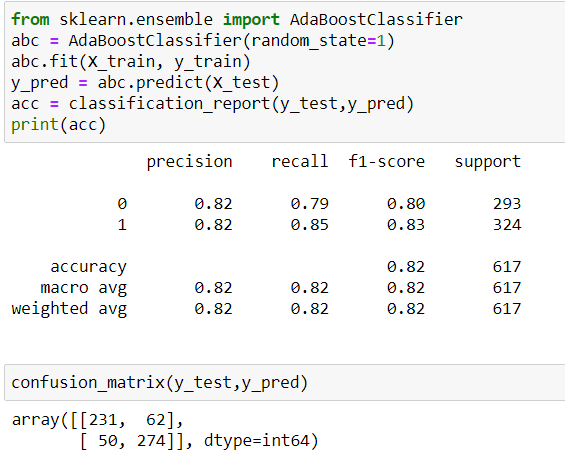 from sklearn.ensemble import AdaBoostClassifier
abc = AdaBoostClassifier(random_state=1)
abc.fit(X_train, y_train)
y_pred = abc.predict(X_test)
acc = classification_report(y_test,y_pred)
print(acc)
precision recall f1-score support
0 0.82 0.79 0.80 293
1 0.82 0.85 0.83 324
accuracy 0.82 617
macro avg 0.82 0.82 0.82 617
weighted avg 0.82 0.82 0.82 617
confusion_matrix(y_test,y_pred)
array([[231, 62],
[ 50, 274]], dtype=int64)